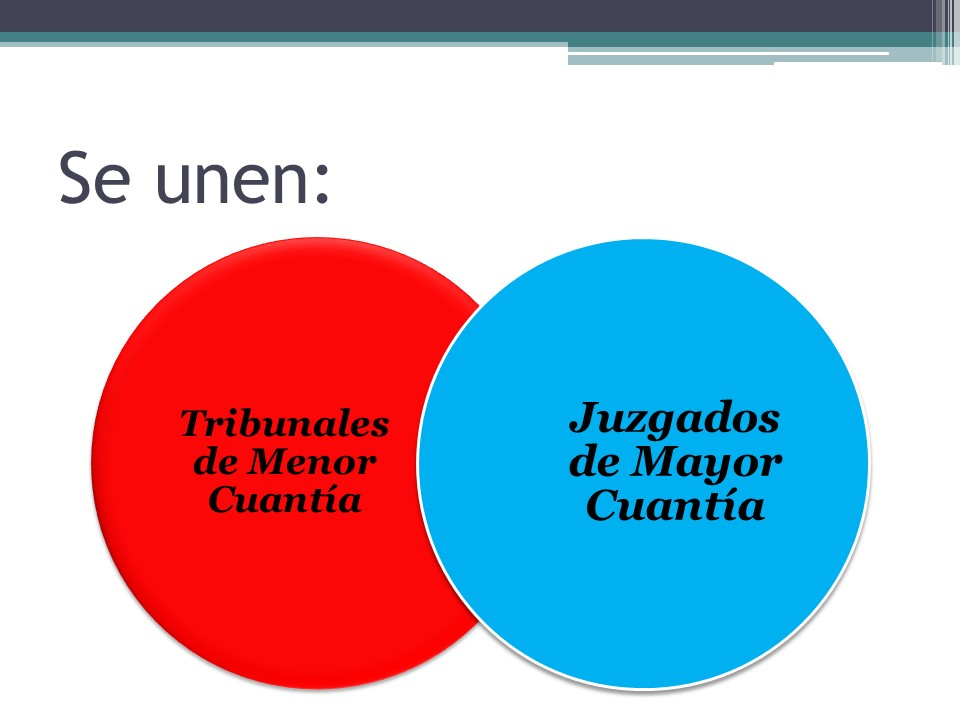 Se unen:
Tribunales
de Menor
Cuantía
Juzgados
de Mayor
Cuantía